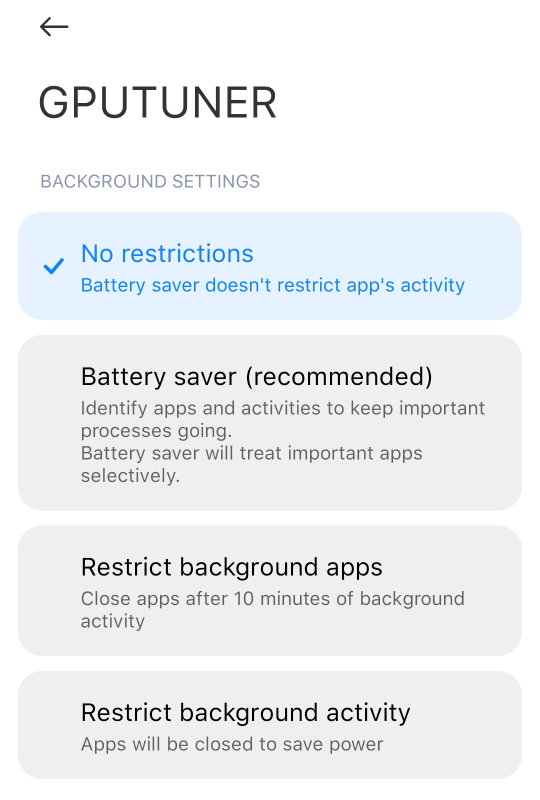 GPUTUNER
BACKGROUND SETTINGS
No restrictions
Battery saver doesn't restrict app's activity
Battery saver (recommended)
Identify apps and activities to keep important
processes going.
Battery saver will treat important apps
selectively.
Restrict background apps
Close apps after 10 minutes of background
activity
Restrict background activity
Apps will be closed to save power